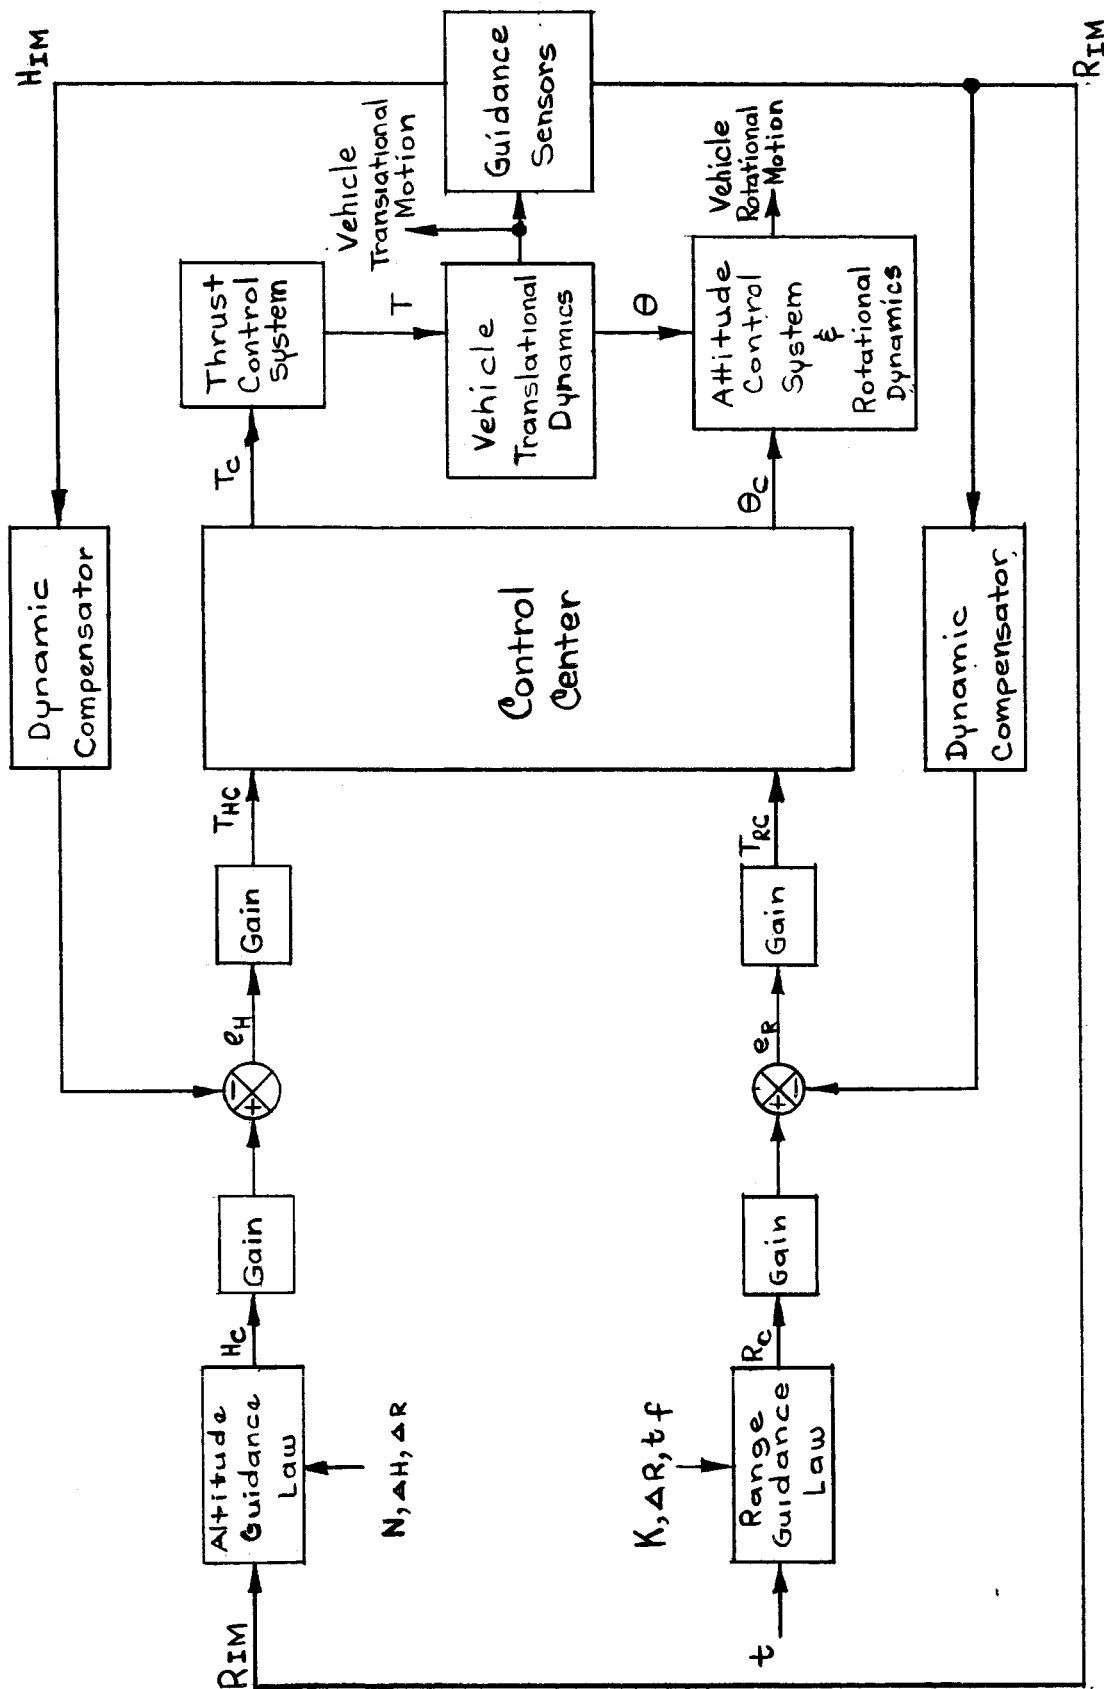 H_IM
Dynamic
Compensator
R_IM
Altitude
Guidance
Law
N, ΔH, ΔR
H_C
Gain
+
−
e_H
Gain
T_HC
Control
Center
T_C
Thrust
Control
System
T
Vehicle
Translational
Dynamics
Vehicle
Translational
Motion
Guidance
Sensors
θ
t
K, ΔR, t_f
Range
Guidance
Law
R_C
Gain
+
−
e_R
Gain
T_RC
θ_C
Attitude
Control
System
&
Rotational
Dynamics
Vehicle
Rotational
Motion
Dynamic
Compensator
R_IM